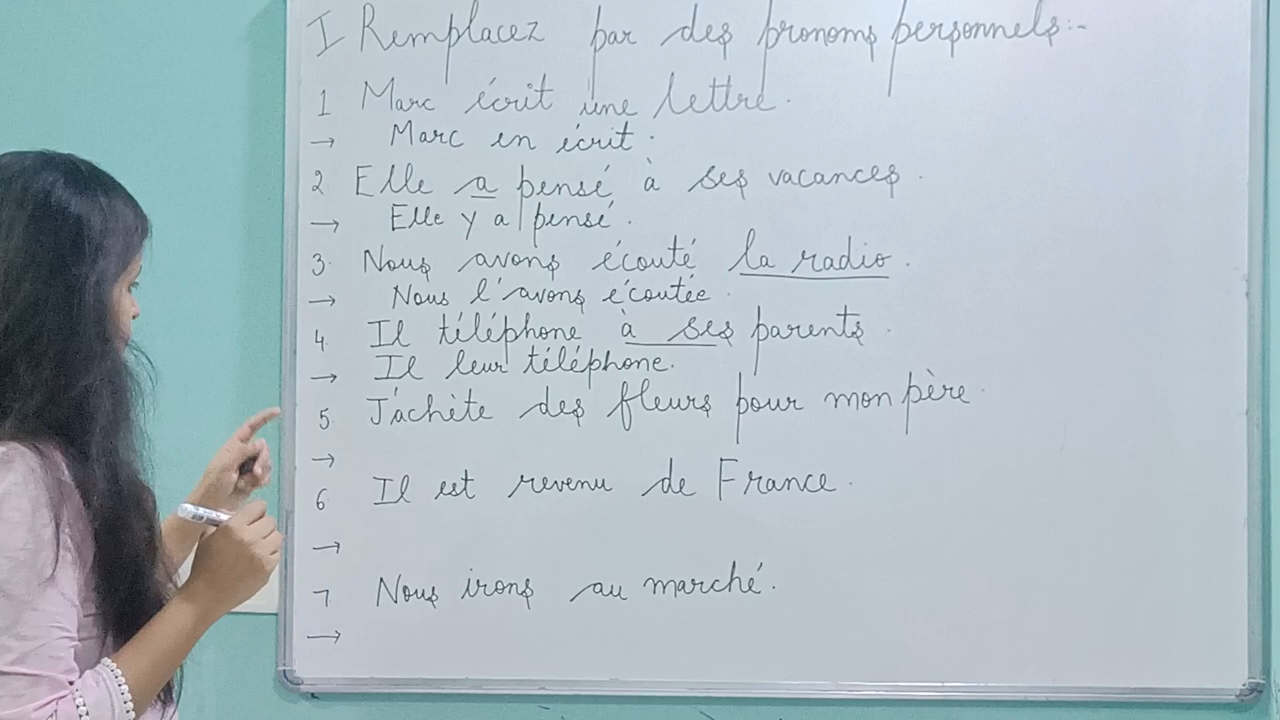 I Remplacez par des pronoms personnels:-
1 Marc écrit une lettre.
→ Marc en écrit.
2 Elle a pensé à ses vacances.
→ Elle y a pensé.
3. Nous avons écouté la radio.
→ Nous l'avons écoutée.
4. Il téléphone à ses parents.
→ Il leur téléphone.
5. J'achète des fleurs pour mon père.
→
6 Il est revenu de France.
→
7. Nous irons au marché.
→